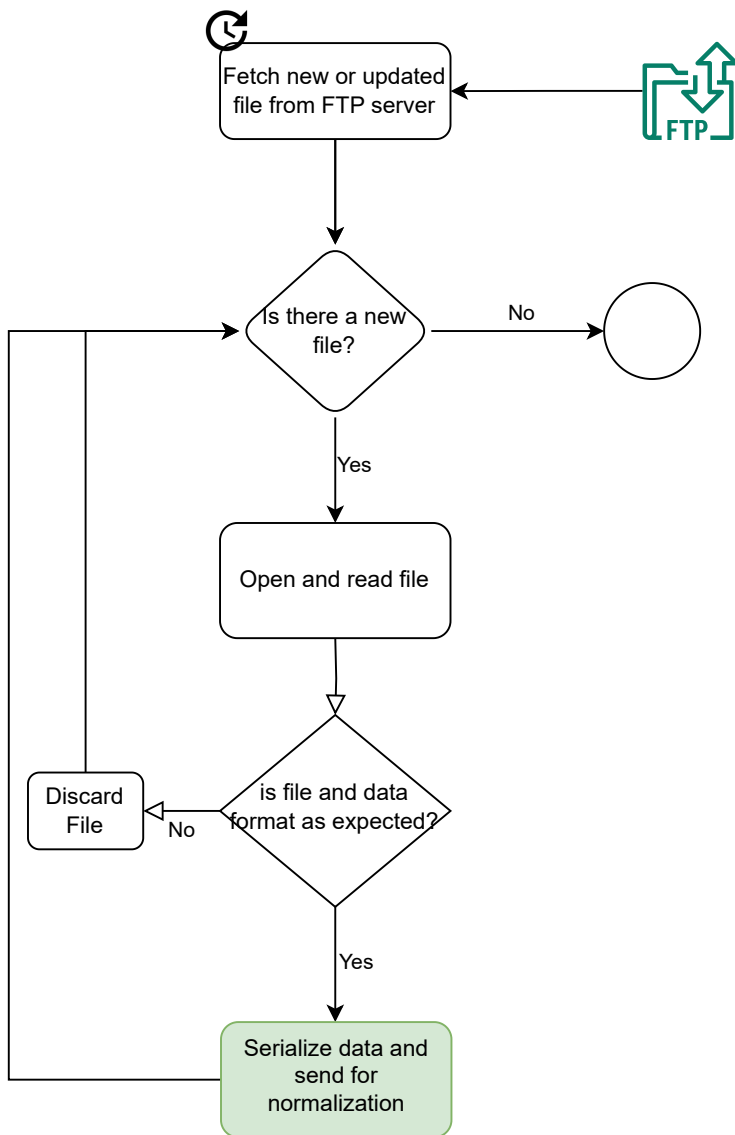 Fetch new or updated
file from FTP server
FTP
Is there a new
file?
No
Yes
Open and read file
is file and data
format as expected?
Discard
File
No
Yes
Serialize data and
send for
normalization